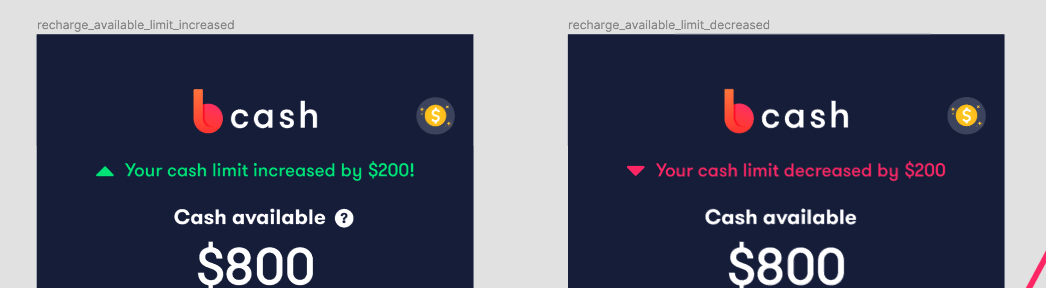 recharge_available_limit_increased
b cash
$
Your cash limit increased by $200!
Cash available ?
$800
recharge_available_limit_decreased
b cash
$
Your cash limit decreased by $200
Cash available
$800